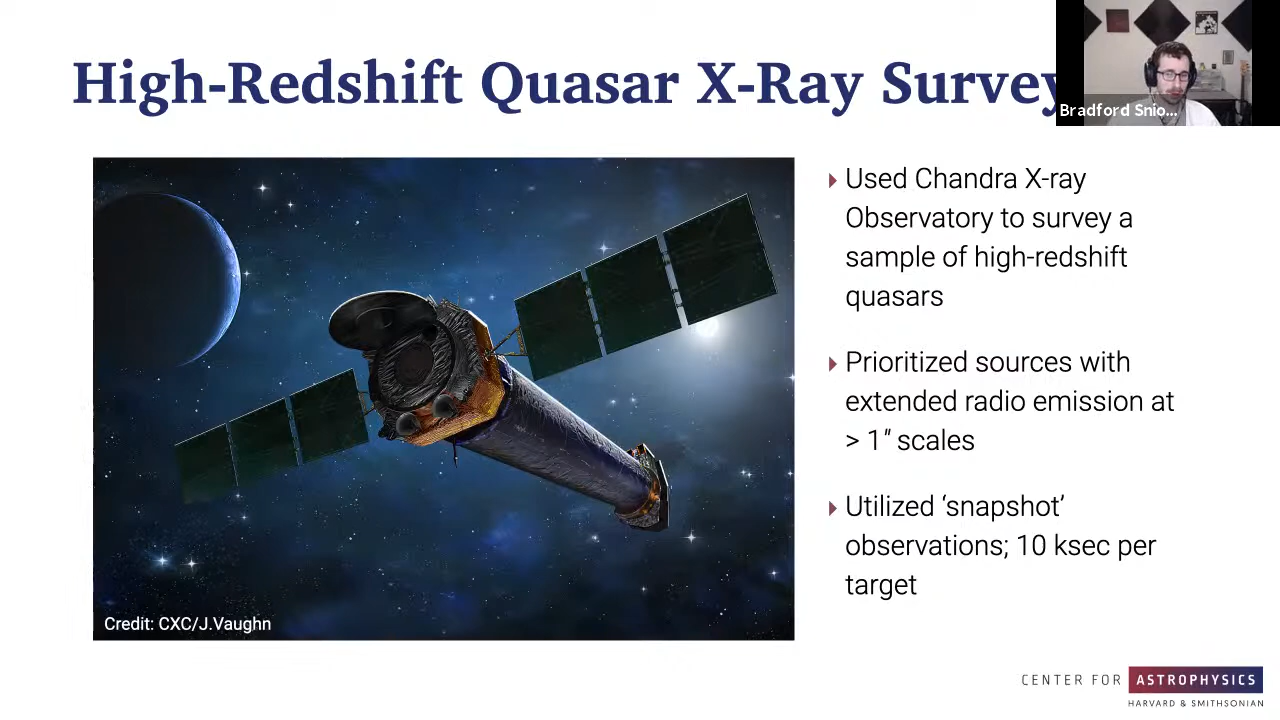 High-Redshift Quasar X-Ray Survey
Bradford Snio...
Used Chandra X-ray
Observatory to survey a
sample of high-redshift
quasars
Prioritized sources with
extended radio emission at
> 1" scales
Utilized ‘snapshot’
observations; 10 ksec per
target
Credit: CXC/J.Vaughn
CENTER FOR ASTROPHYSICS
HARVARD & SMITHSONIAN